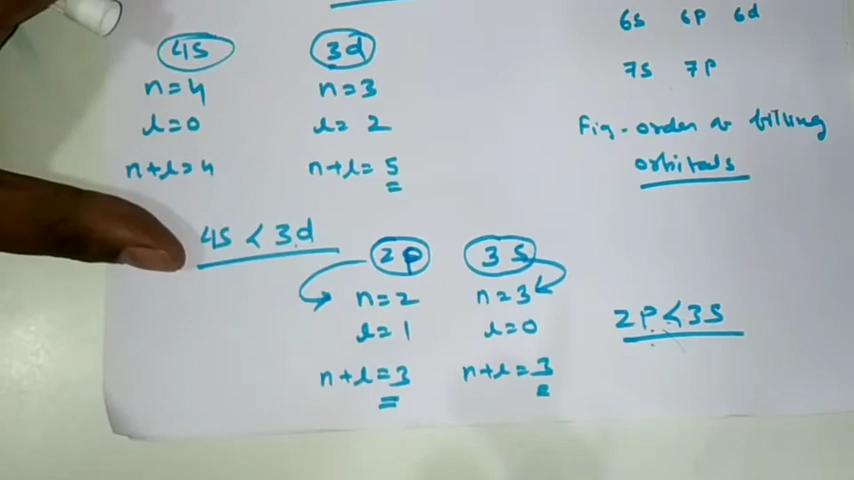 4s 3d
n=4 n=3
l=0 l=2
n+l=4 n+l=5
4s < 3d
2p 3s
n=2 n=3
l=1 l=0
n+l=3 n+l=3
6s 6p 6d
7s 7p
Fig-order of filling
orbitals
2p < 3s